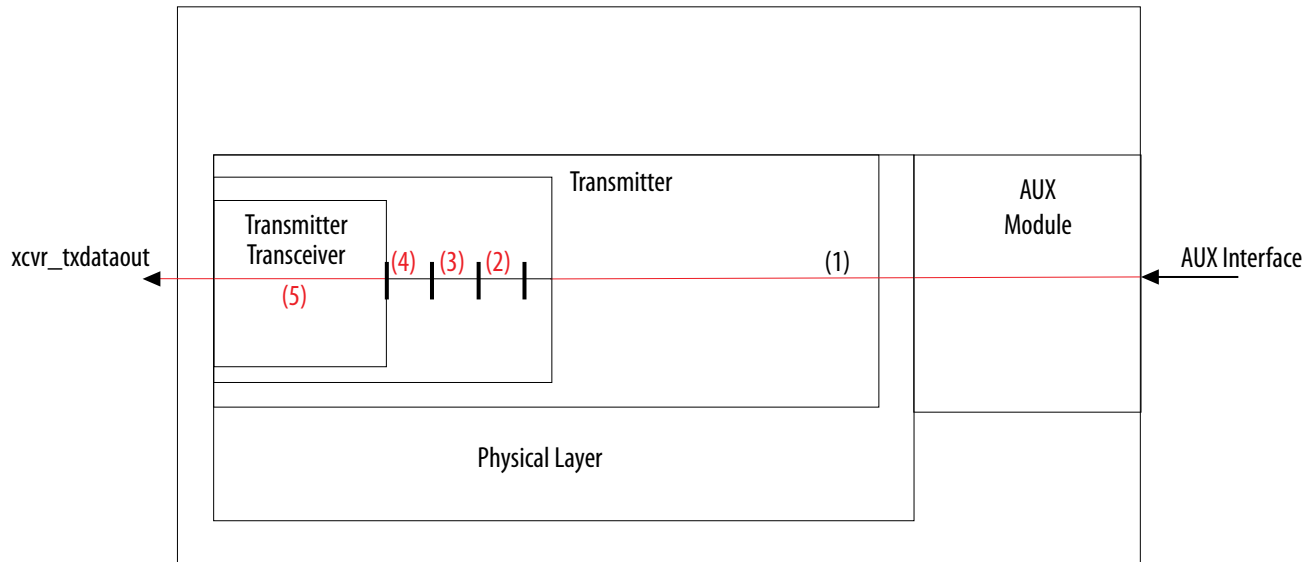 Transmitter
AUX
Module
Transmitter
Transceiver
xcvr_txdataout
(4)
(3)
(2)
(1)
AUX Interface
(5)
Physical Layer